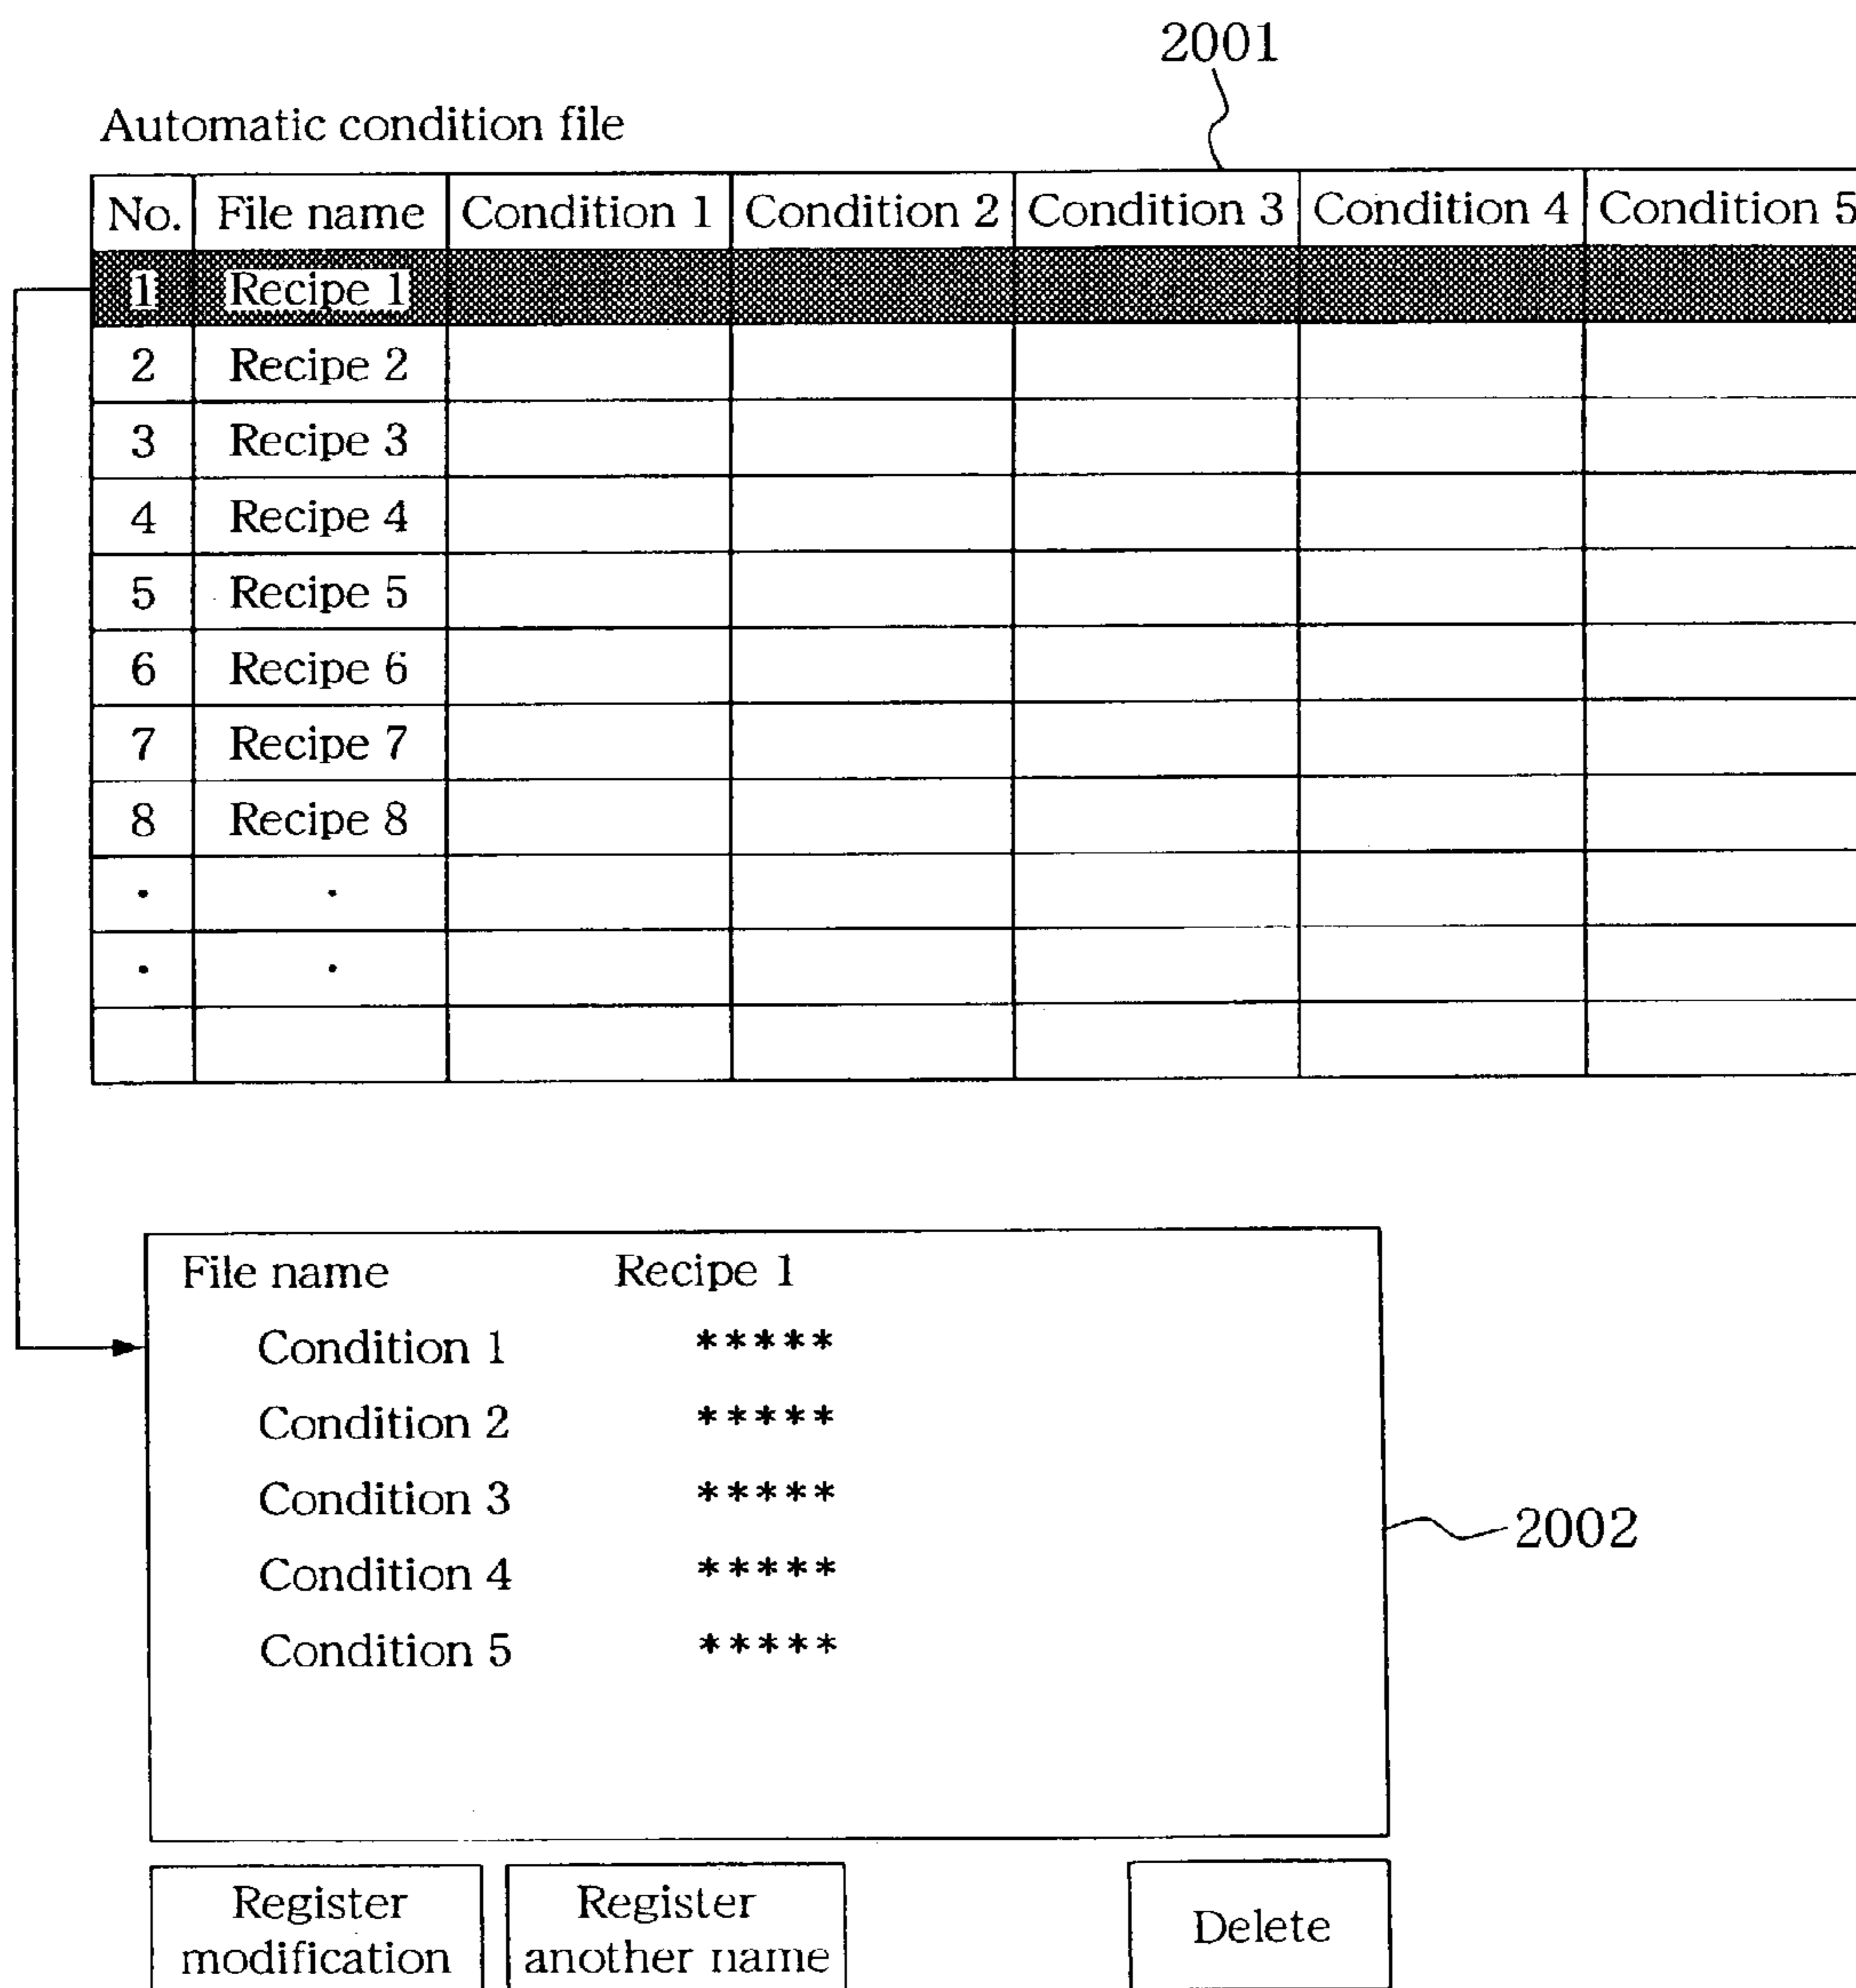 2001
Automatic condition file
No. File name Condition 1 Condition 2 Condition 3 Condition 4 Condition 5
1 Recipe 1
2 Recipe 2
3 Recipe 3
4 Recipe 4
5 Recipe 5
6 Recipe 6
7 Recipe 7
8 Recipe 8
· ·
· ·
File name Recipe 1
Condition 1 *****
Condition 2 *****
Condition 3 *****
Condition 4 *****
Condition 5 *****
2002
Register modification
Register another name
Delete